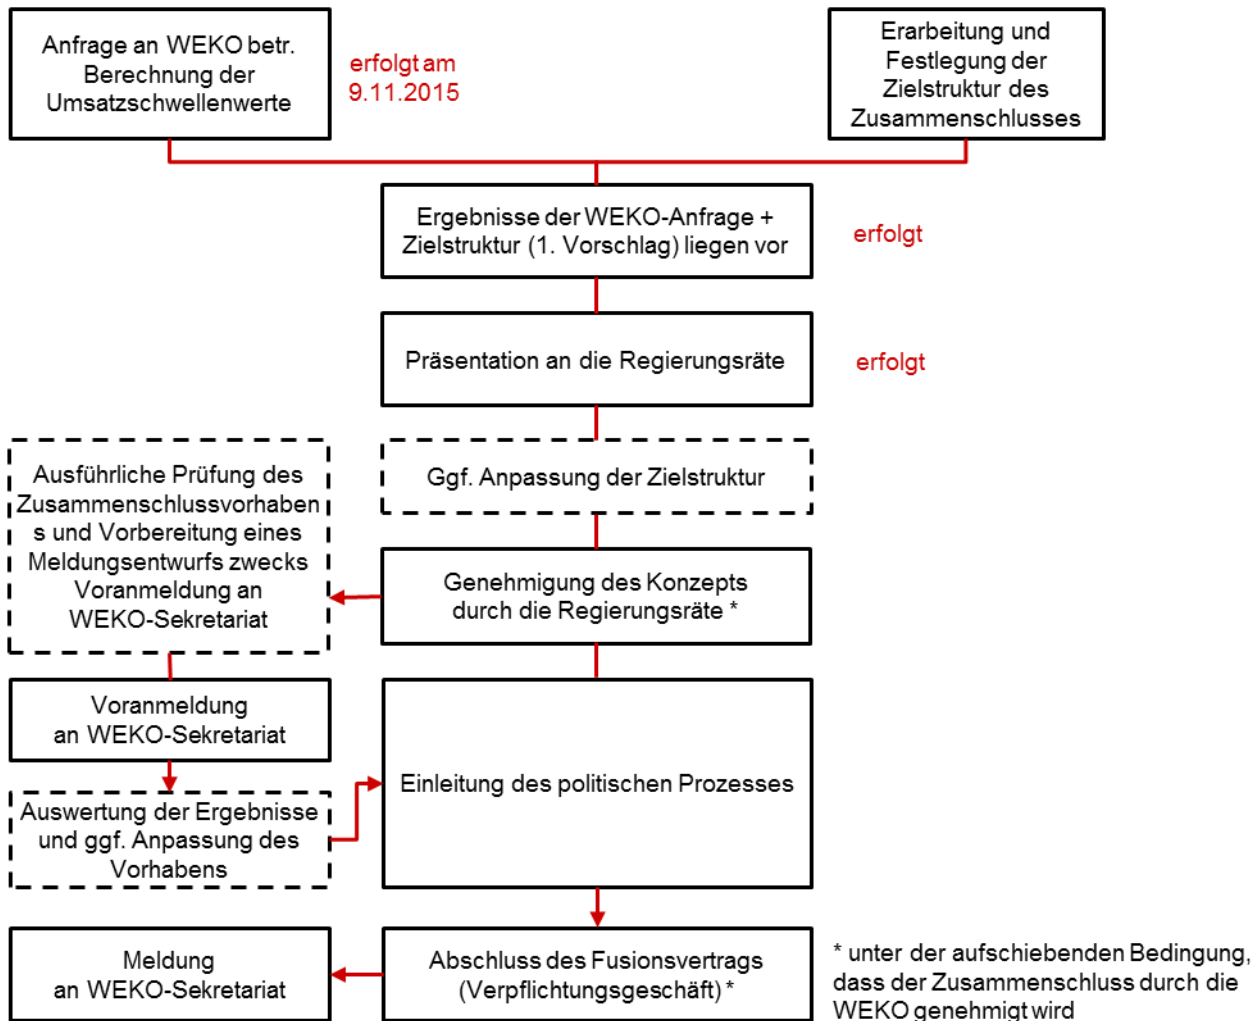 Anfrage an WEKO betr.
Berechnung der
Umsatzschwellenwerte
erfolgt am
9.11.2015
Erarbeitung und
Festlegung der
Zielstruktur des
Zusammenschlusses
Ergebnisse der WEKO-Anfrage +
Zielstruktur (1. Vorschlag) liegen vor
erfolgt
Präsentation an die Regierungsräte
erfolgt
Ggf. Anpassung der Zielstruktur
Ausführliche Prüfung des
Zusammenschlussvorhaben
s und Vorbereitung eines
Meldungsentwurfs zwecks
Voranmeldung an
WEKO-Sekretariat
Genehmigung des Konzepts
durch die Regierungsräte *
Voranmeldung
an WEKO-Sekretariat
Einleitung des politischen Prozesses
Auswertung der Ergebnisse
und ggf. Anpassung des
Vorhabens
Meldung
an WEKO-Sekretariat
Abschluss des Fusionsvertrags
(Verpflichtungsgeschäft) *
* unter der aufschiebenden Bedingung,
dass der Zusammenschluss durch die
WEKO genehmigt wird